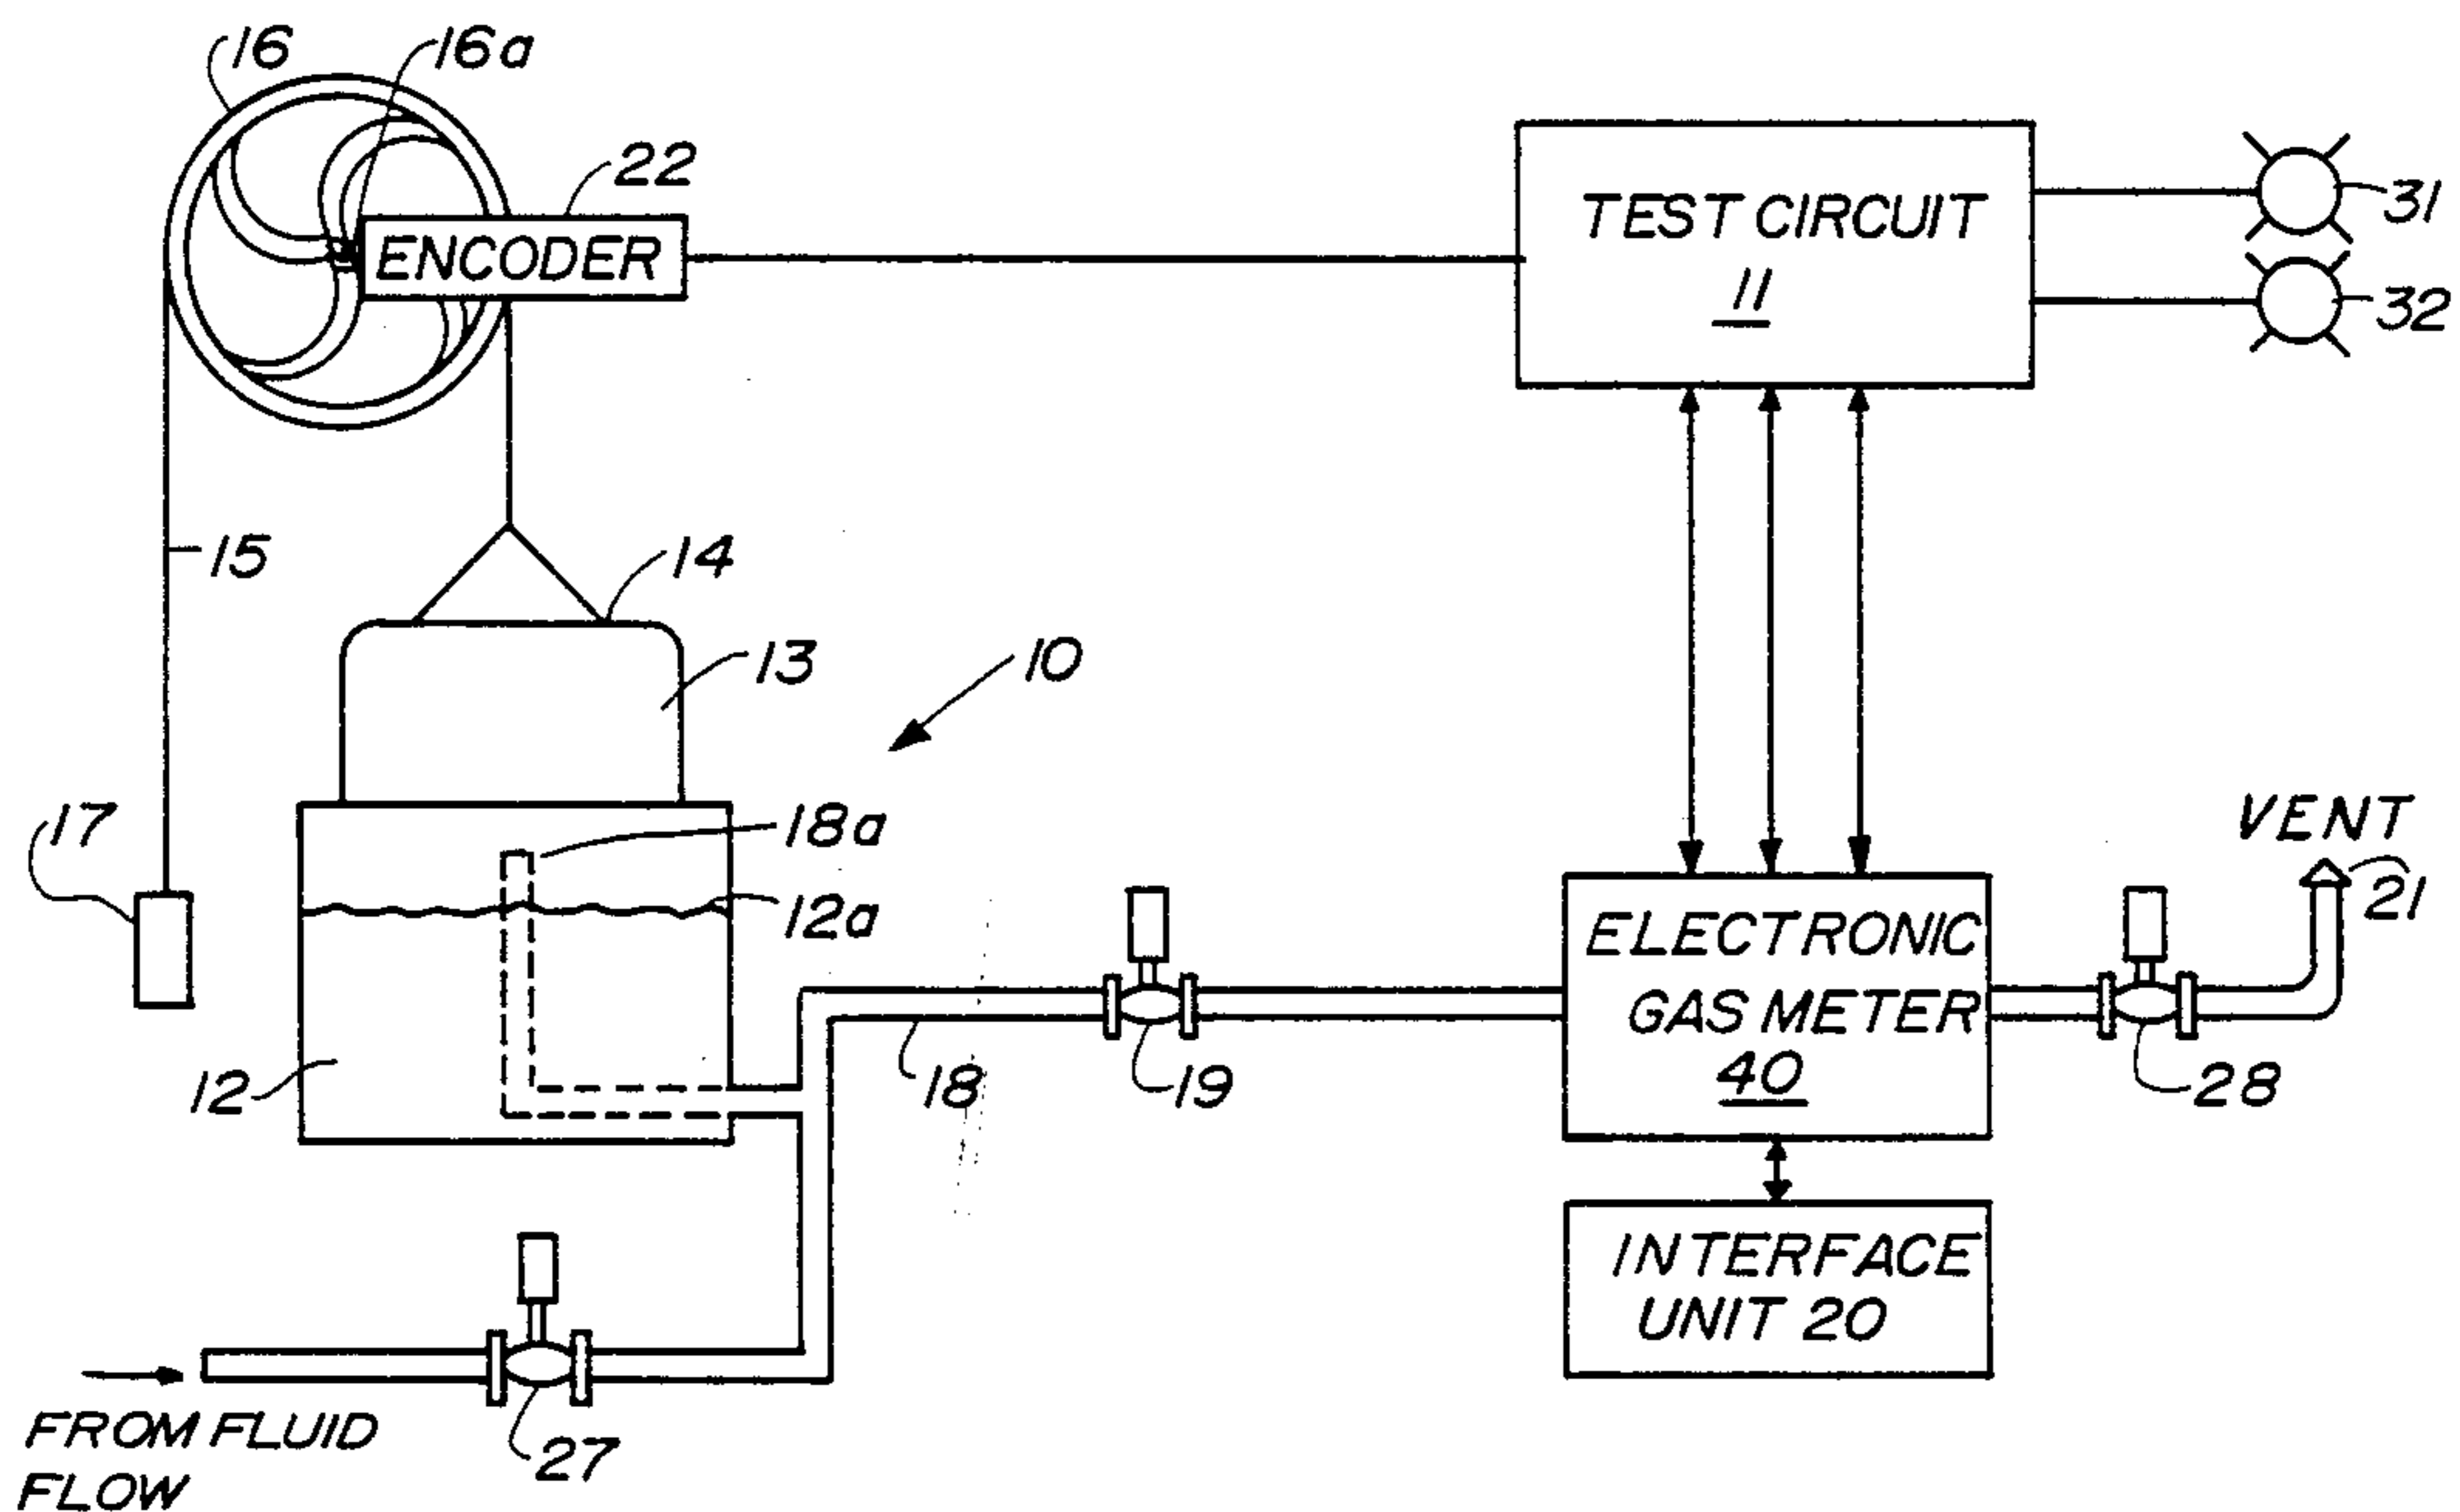 16
16a
22
ENCODER
TEST CIRCUIT
11
31
32
15
14
13
10
17
18a
12a
12
18
19
ELECTRONIC
GAS METER
40
VENT
21
28
INTERFACE
UNIT 20
27
FROM FLUID
FLOW